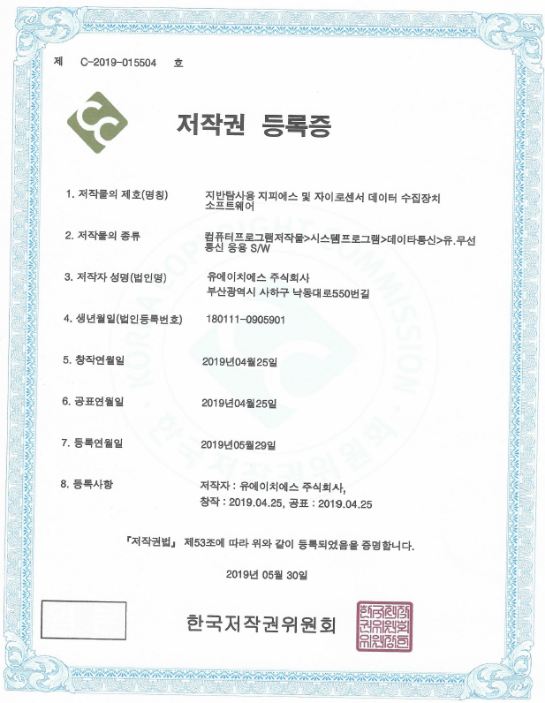 제 C-2019-015504 호
저작권 등록증
1. 저작물의 제호(명칭) 지반탐사용 지피에스 및 자이로센서 데이터 수집장치
소프트웨어
2. 저작물의 종류 컴퓨터프로그램저작물>시스템프로그램>데이타통신>유.무선
통신 응용 S/W
3. 저작자 성명(법인명) 유에이치에스 주식회사
부산광역시 사하구 낙동대로550번길
4. 생년월일(법인등록번호) 180111-0905901
5. 창작연월일 2019년04월25일
6. 공표연월일 2019년04월25일
7. 등록연월일 2019년05월29일
8. 등록사항 저작자 : 유에이치에스 주식회사,
창작 : 2019.04.25, 공표 : 2019.04.25
『저작권법』 제53조에 따라 위와 같이 등록되었음을 증명합니다.
2019년 05월 30일
한국저작권위원회
KOREA COPYRIGHT COMMISSION
한국저작권위원회